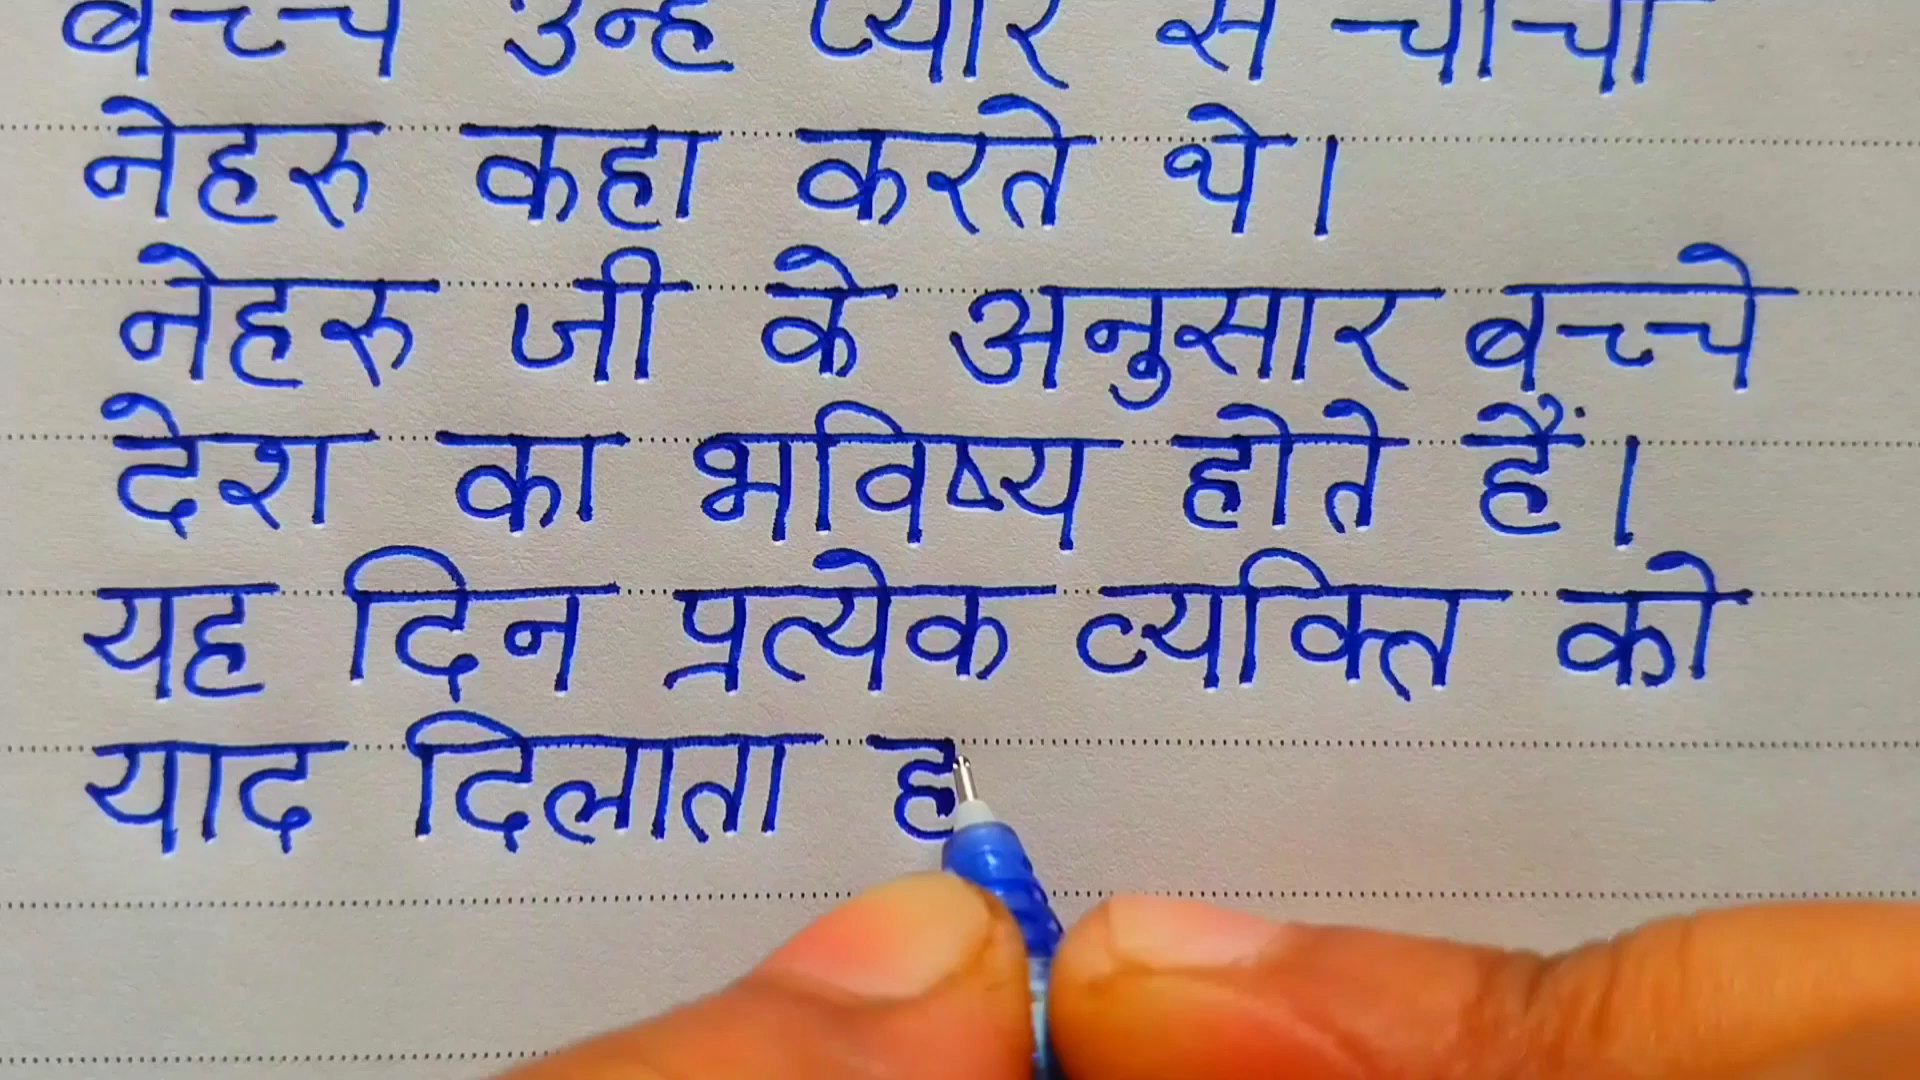 बच्चे उन्हे प्यार से चाचा
नेहरु कहा करते थे।
नेहरु जी के अनुसार बच्चे
देश का भविष्य होते हैं।
यह दिन प्रत्येक व्यक्ति को
याद दिलाता ह